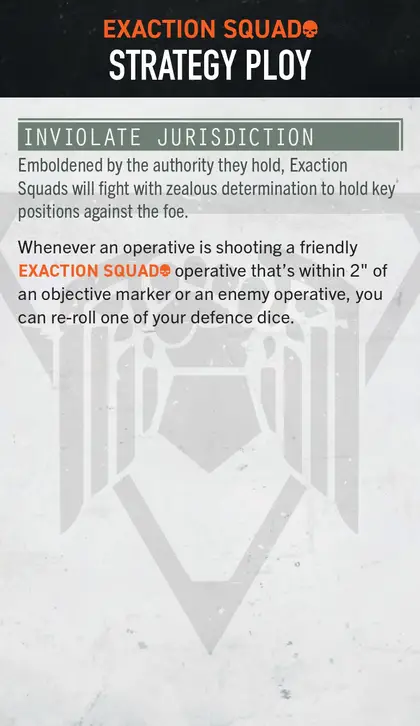 EXACTION SQUAD
STRATEGY PLOY
INVIOLATE JURISDICTION
Emboldened by the authority they hold, Exaction
Squads will fight with zealous determination to hold key
positions against the foe.
Whenever an operative is shooting a friendly
EXACTION SQUAD operative that's within 2" of
an objective marker or an enemy operative, you
can re-roll one of your defence dice.